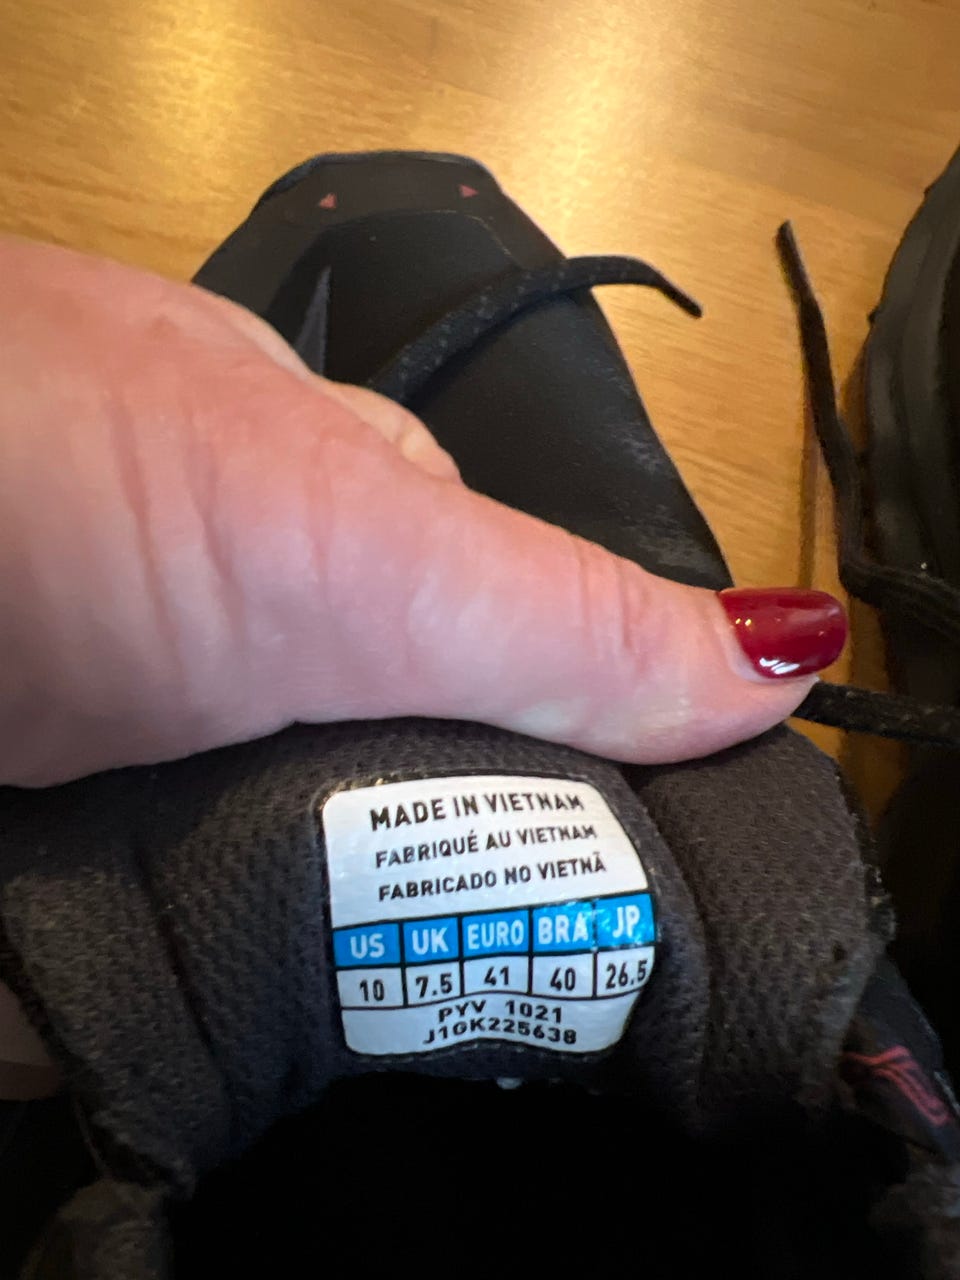 MADE IN VIETNAM
FABRIQUÉ AU VIETNAM
FABRICADO NO VIETNÃ
US UK EURO BRA JP
10 7.5 41 40 26.5
PYV 1021
J1GK225638